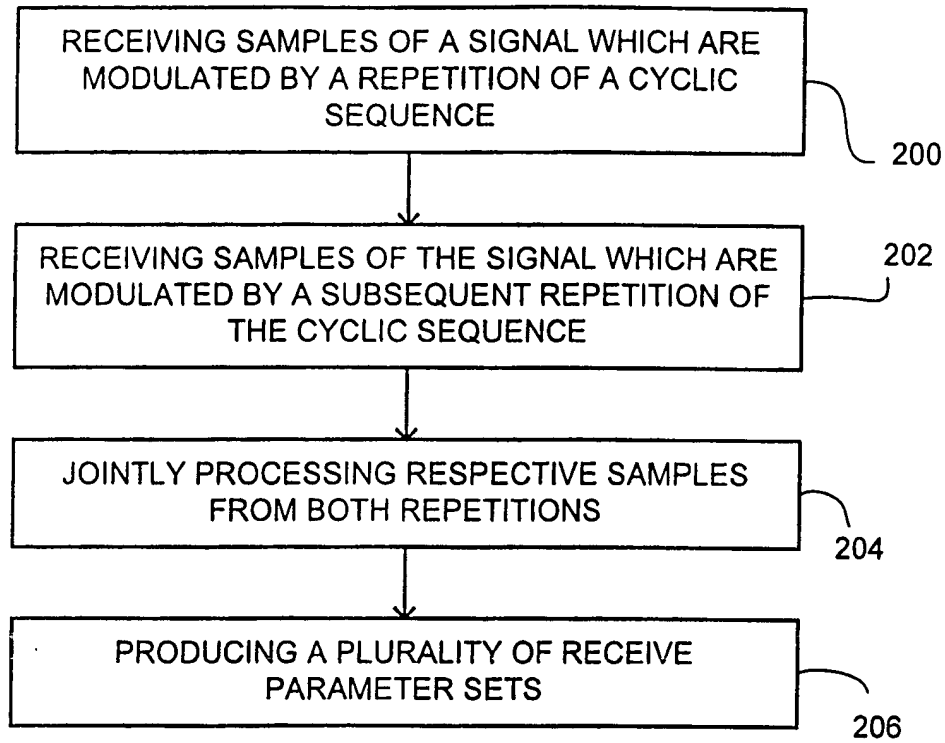 RECEIVING SAMPLES OF A SIGNAL WHICH ARE
MODULATED BY A REPETITION OF A CYCLIC
SEQUENCE
200
RECEIVING SAMPLES OF THE SIGNAL WHICH ARE
MODULATED BY A SUBSEQUENT REPETITION OF
THE CYCLIC SEQUENCE
202
JOINTLY PROCESSING RESPECTIVE SAMPLES
FROM BOTH REPETITIONS
204
PRODUCING A PLURALITY OF RECEIVE
PARAMETER SETS
206